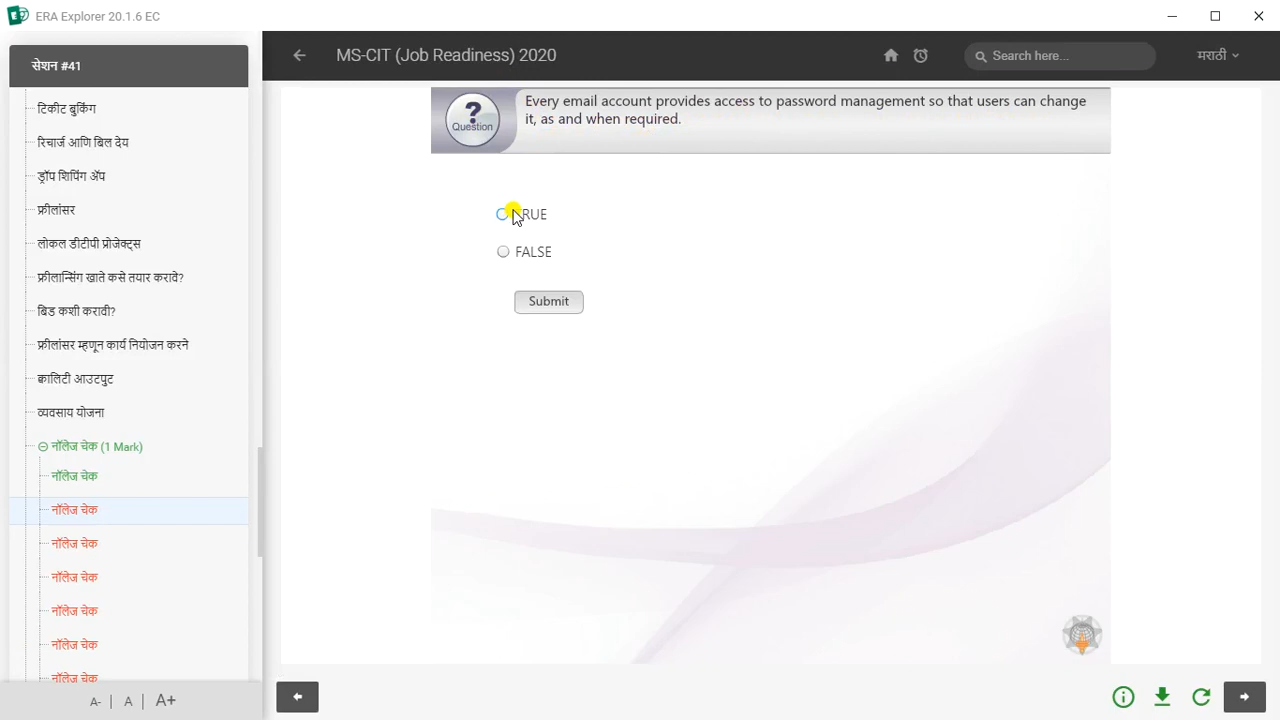 ERA Explorer 20.1.6 EC
सेशन #41
MS-CIT (Job Readiness) 2020
Search here...
मराठी
टिकीट बुकिंग
रिचार्ज आणि बिल देय
ड्रॉप शिपिंग ॲप
फ्रीलांसर
लोकल डीटीपी प्रोजेक्ट्स
फ्रीलान्सिंग खाते कसे तयार करावे?
बिड कशी करावी?
फ्रीलांसर म्हणून कार्य नियोजन करने
क्वालिटी आउटपुट
व्यवसाय योजना
नॉलेज चेक (1 Mark)
नॉलेज चेक
नॉलेज चेक
नॉलेज चेक
नॉलेज चेक
नॉलेज चेक
नॉलेज चेक
नॉलेज चेक
A- | A | A+
?
Question
Every email account provides access to password management so that users can change
it, as and when required.
TRUE
FALSE
Submit